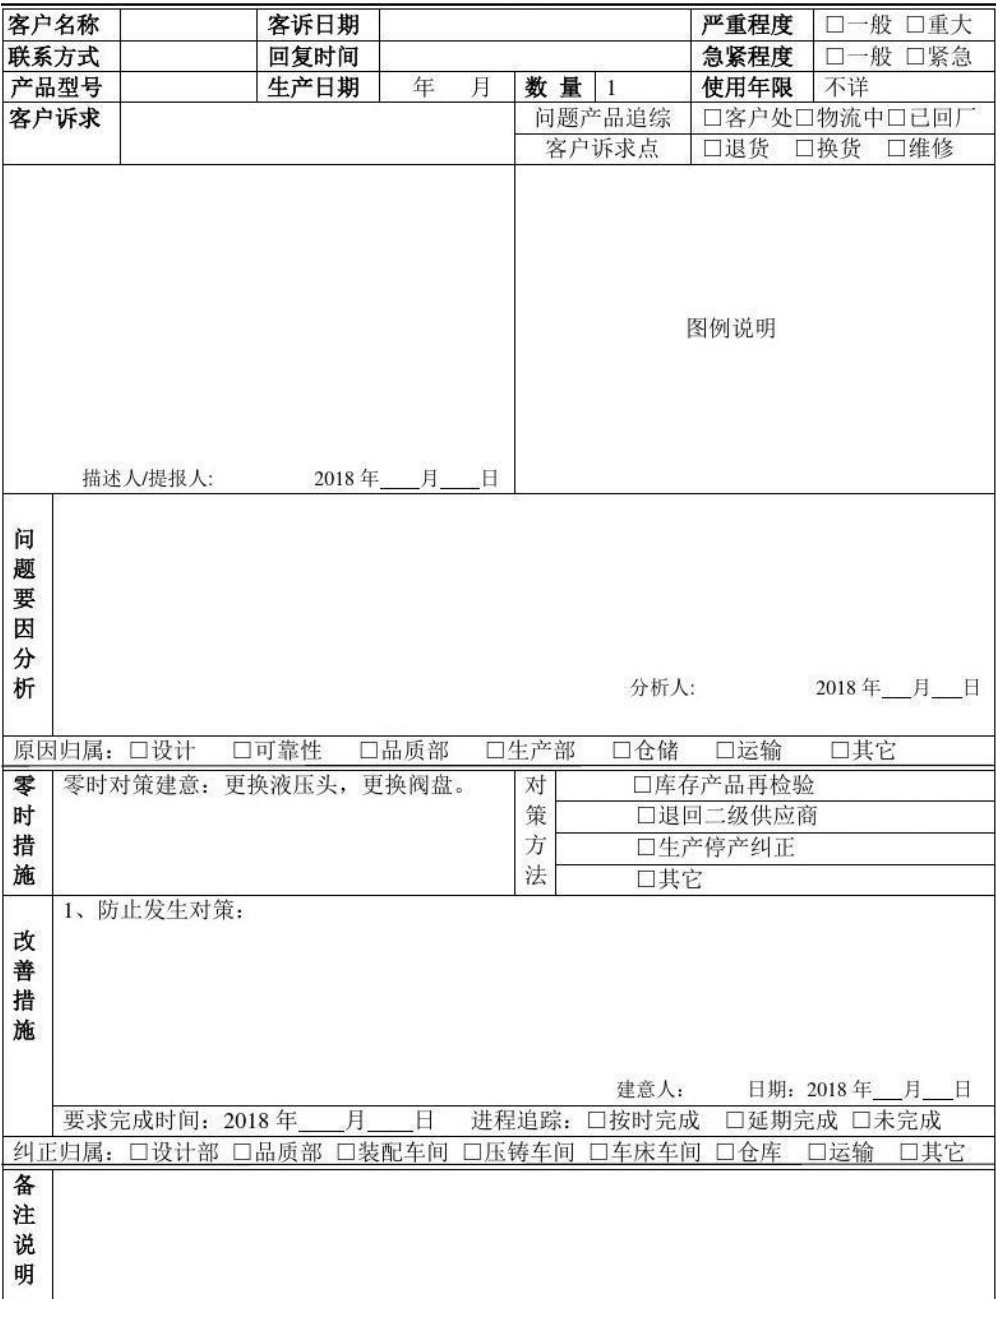 客户名称 客诉日期 严重程度 □一般 □重大
联系方式 回复时间 急紧程度 □一般 □紧急
产品型号 生产日期 年 月 数 量 1 使用年限 不详
客户诉求 问题产品追综 □客户处□物流中□已回厂
客户诉求点 □退货 □换货 □维修
图例说明
描述人/提报人: 2018 年____月____日
问题要因分析
分析人: 2018 年___月___日
原因归属：□设计 □可靠性 □品质部 □生产部 □仓储 □运输 □其它
零时措施 零时对策建意：更换液压头，更换阀盘。 对策方法 □库存产品再检验
□退回二级供应商
□生产停产纠正
□其它
改善措施 1、防止发生对策：
建意人： 日期：2018 年___月___日
要求完成时间：2018 年____月____日 进程追踪：□按时完成 □延期完成 □未完成
纠正归属：□设计部 □品质部 □装配车间 □压铸车间 □车床车间 □仓库 □运输 □其它
备注说明